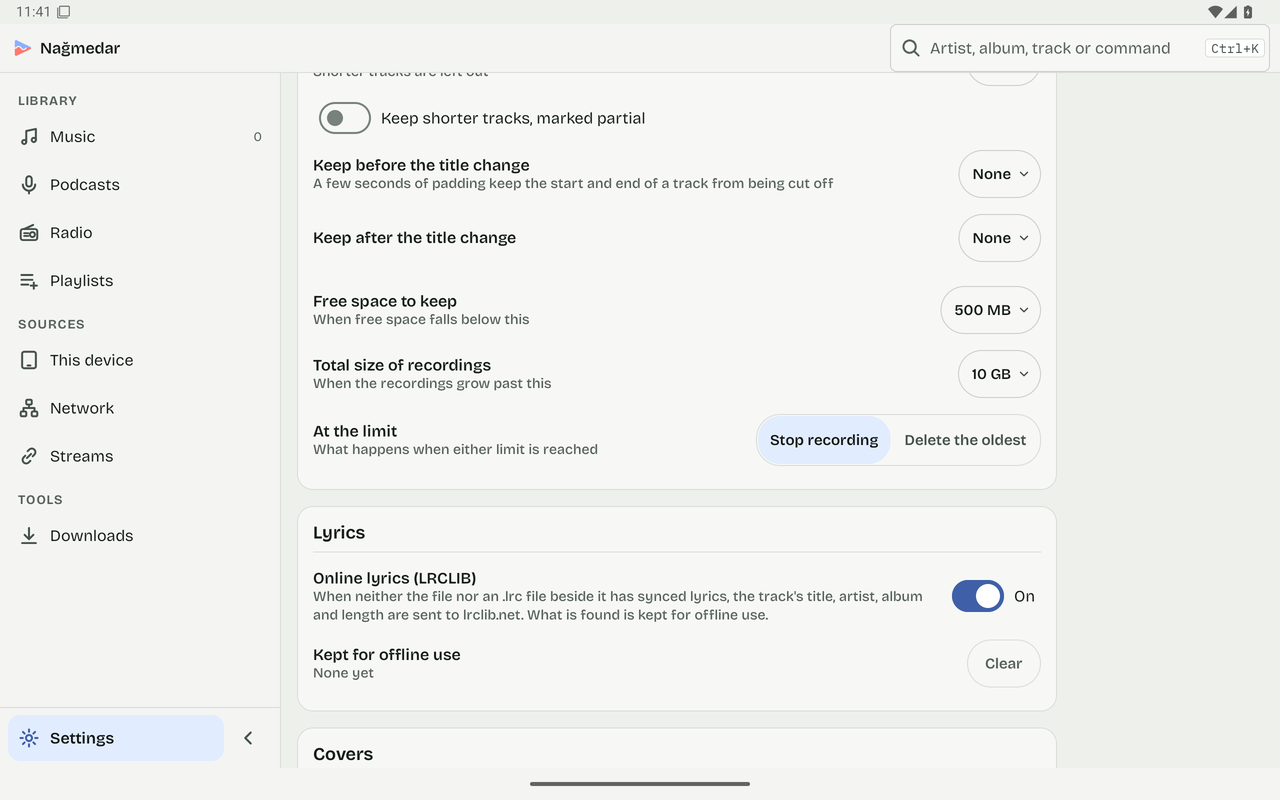 11:41
Nağmedar
Artist, album, track or command
Ctrl+K
LIBRARY
Music
0
Podcasts
Radio
Playlists
SOURCES
This device
Network
Streams
TOOLS
Downloads
Settings
Shorter tracks are left out
Keep shorter tracks, marked partial
Keep before the title change
A few seconds of padding keep the start and end of a track from being cut off
None
Keep after the title change
None
Free space to keep
When free space falls below this
500 MB
Total size of recordings
When the recordings grow past this
10 GB
At the limit
What happens when either limit is reached
Stop recording
Delete the oldest
Lyrics
Online lyrics (LRCLIB)
When neither the file nor an .lrc file beside it has synced lyrics, the track's title, artist, album
and length are sent to lrclib.net. What is found is kept for offline use.
On
Kept for offline use
None yet
Clear
Covers